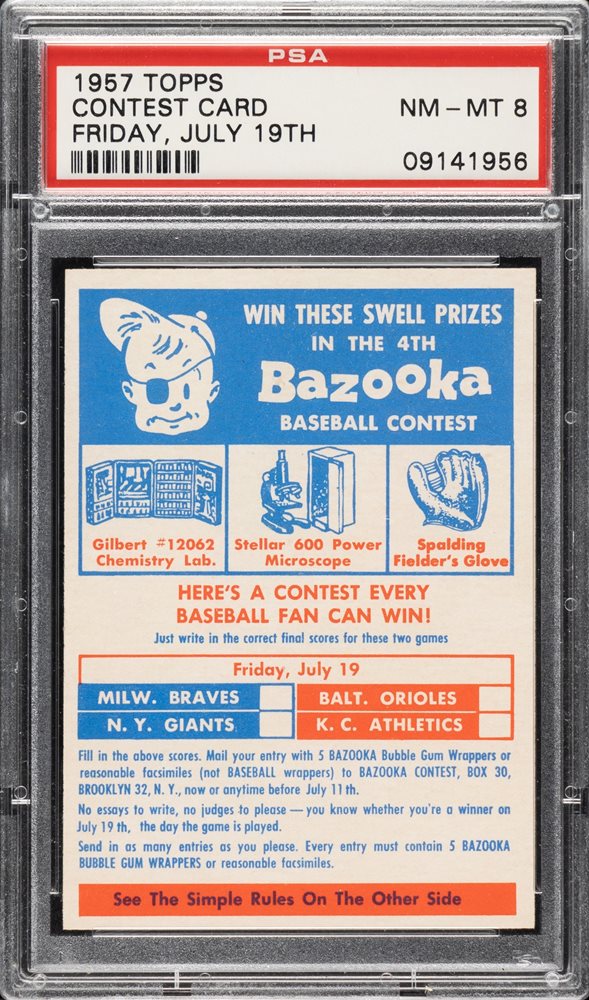 PSA
1957 TOPPS
CONTEST CARD
NM - MT 8
FRIDAY, JULY 19TH
09141956
WIN THESE SWELL PRIZES
IN THE 4TH
Bazooka
BASEBALL CONTEST
Gilbert #12062
Chemistry Lab.
Stellar 600 Power
Microscope
Spalding
Fielder's Glove
HERE'S A CONTEST EVERY
BASEBALL FAN CAN WIN!
Just write in the correct final scores for these two games
Friday, July 19
MILW. BRAVES
N. Y. GIANTS
BALT. ORIOLES
K. C. ATHLETICS
Fill in the above scores. Mail your entry with 5 BAZOOKA Bubble Gum Wrappers or
reasonable facsimiles (not BASEBALL wrappers) to BAZOOKA CONTEST, BOX 30,
BROOKLYN 32, N. Y., now or anytime before July 11th.
No essays to write, no judges to please — you know whether you're a winner on
July 19 th, the day the game is played.
Send in as many entries as you please. Every entry must contain 5 BAZOOKA
BUBBLE GUM WRAPPERS or reasonable facsimiles.
See The Simple Rules On The Other Side